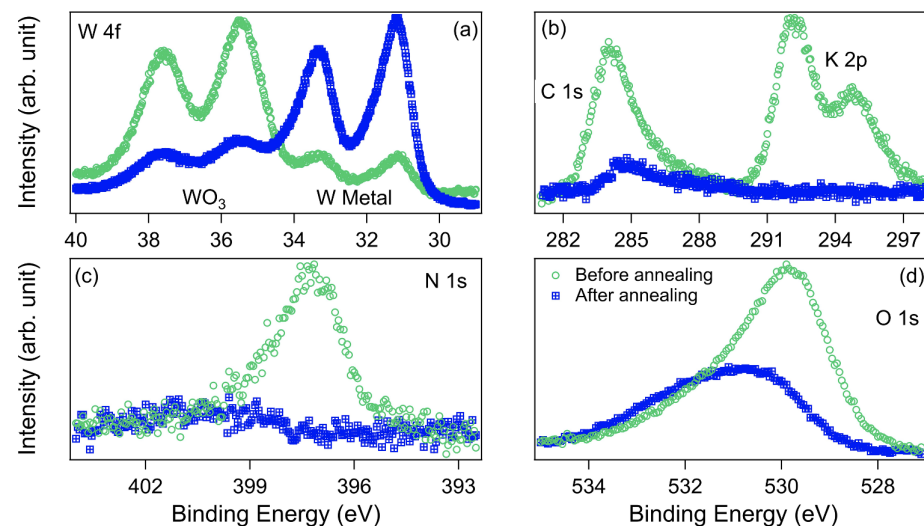 W 4f
(a)
WO3
W Metal
Intensity (arb. unit)
40 38 36 34 32 30
(b)
K 2p
C 1s
282 285 288 291 294 297
(c)
N 1s
Intensity (arb. unit)
402 399 396 393
Binding Energy (eV)
Before annealing
After annealing
(d)
O 1s
534 532 530 528
Binding Energy (eV)